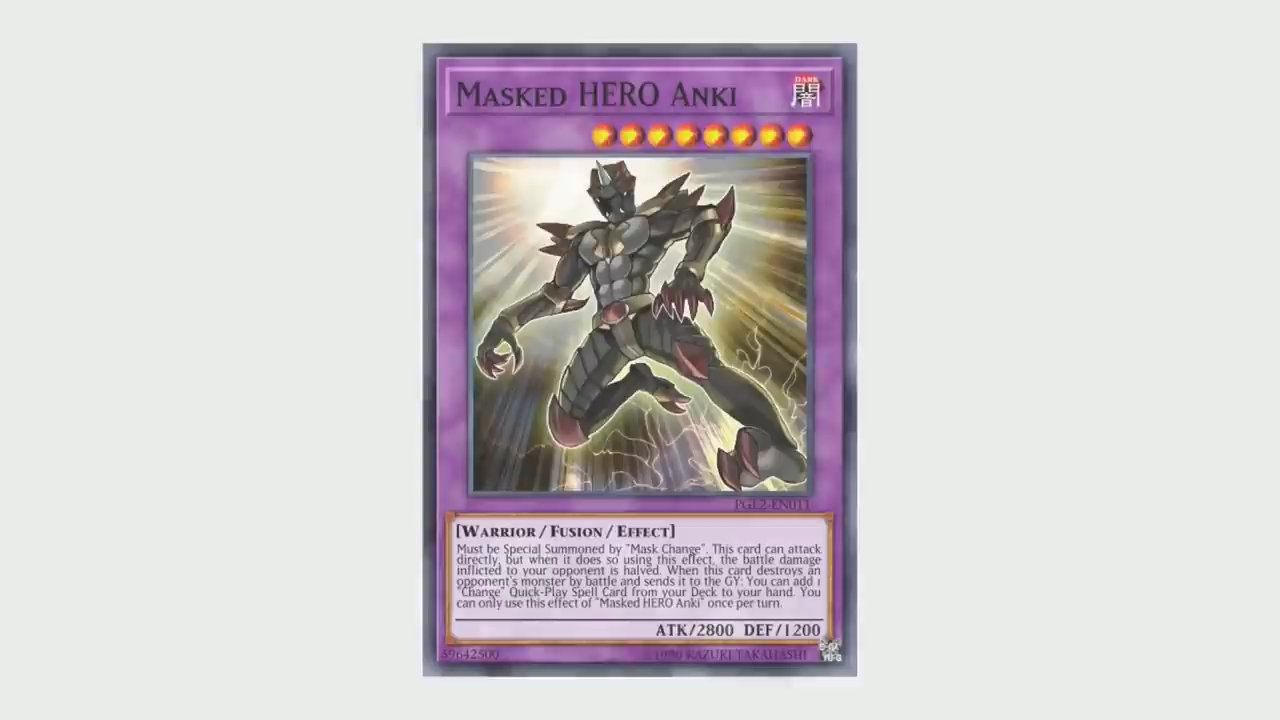 MASKED HERO ANKI
DARK
闇
PGL2-EN011
[WARRIOR / FUSION / EFFECT]
Must be Special Summoned by "Mask Change". This card can attack
directly, but when it does so using this effect, the battle damage
inflicted to your opponent is halved. When this card destroys an
opponent's monster by battle and sends it to the GY: You can add 1
"Change" Quick-Play Spell Card from your Deck to your hand. You
can only use this effect of "Masked HERO Anki" once per turn.
ATK/2800 DEF/1200
59642500
1996 KAZUKI TAKAHASHI